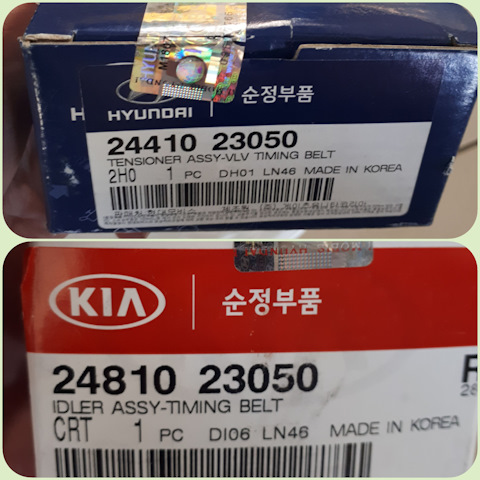 HYUNDAI
순정부품
24410 23050
TENSIONER ASSY-VLV TIMING BELT
2H0 1 PC DH01 LN46 MADE IN KOREA
KIA
순정부품
24810 23050
IDLER ASSY-TIMING BELT
CRT 1 PC DI06 LN46 MADE IN KOREA